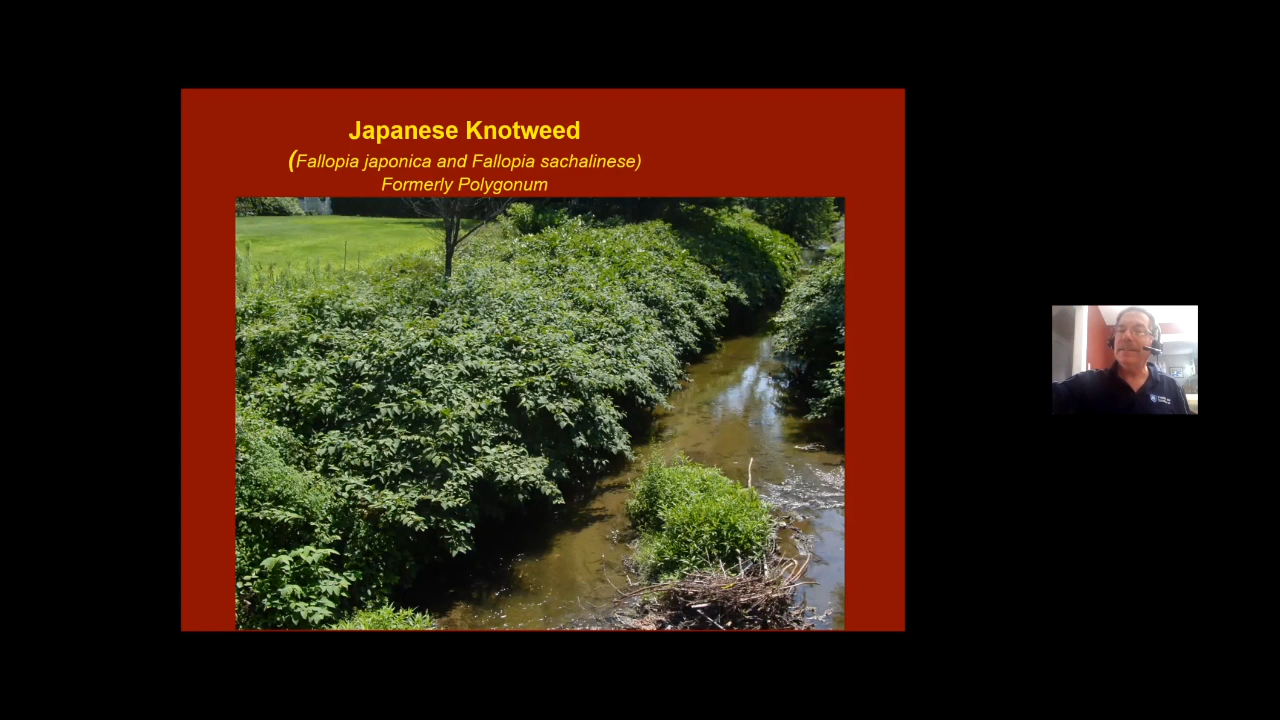 Japanese Knotweed
(Fallopia japonica and Fallopia sachalinese)
Formerly Polygonum